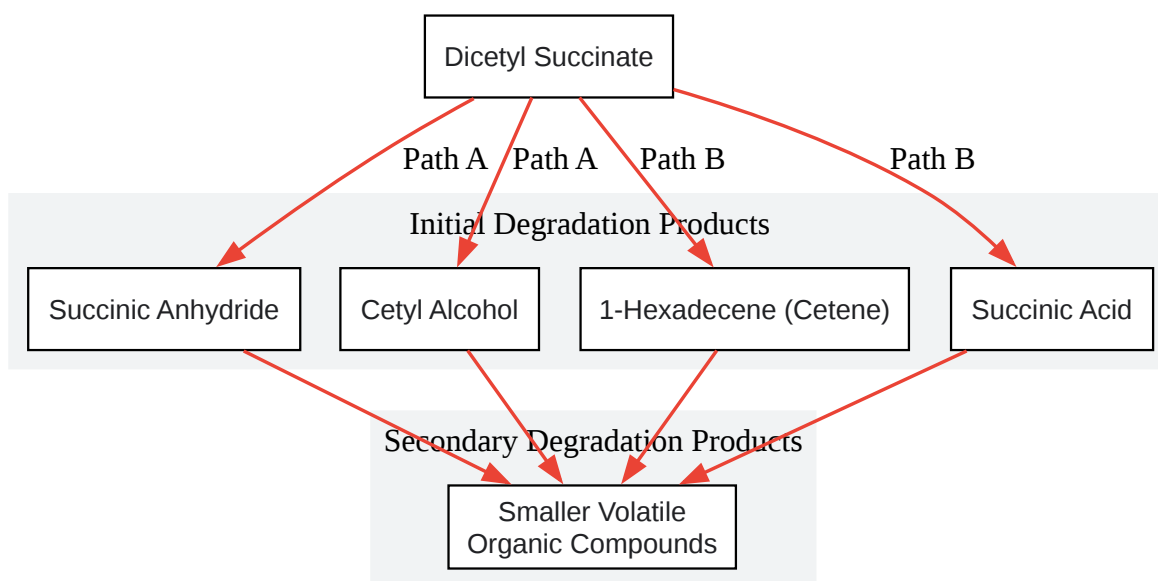 Dicetyl Succinate
Path A
Path A
Path B
Path B
Initial Degradation Products
Succinic Anhydride
Cetyl Alcohol
1-Hexadecene (Cetene)
Succinic Acid
Secondary Degradation Products
Smaller Volatile
Organic Compounds